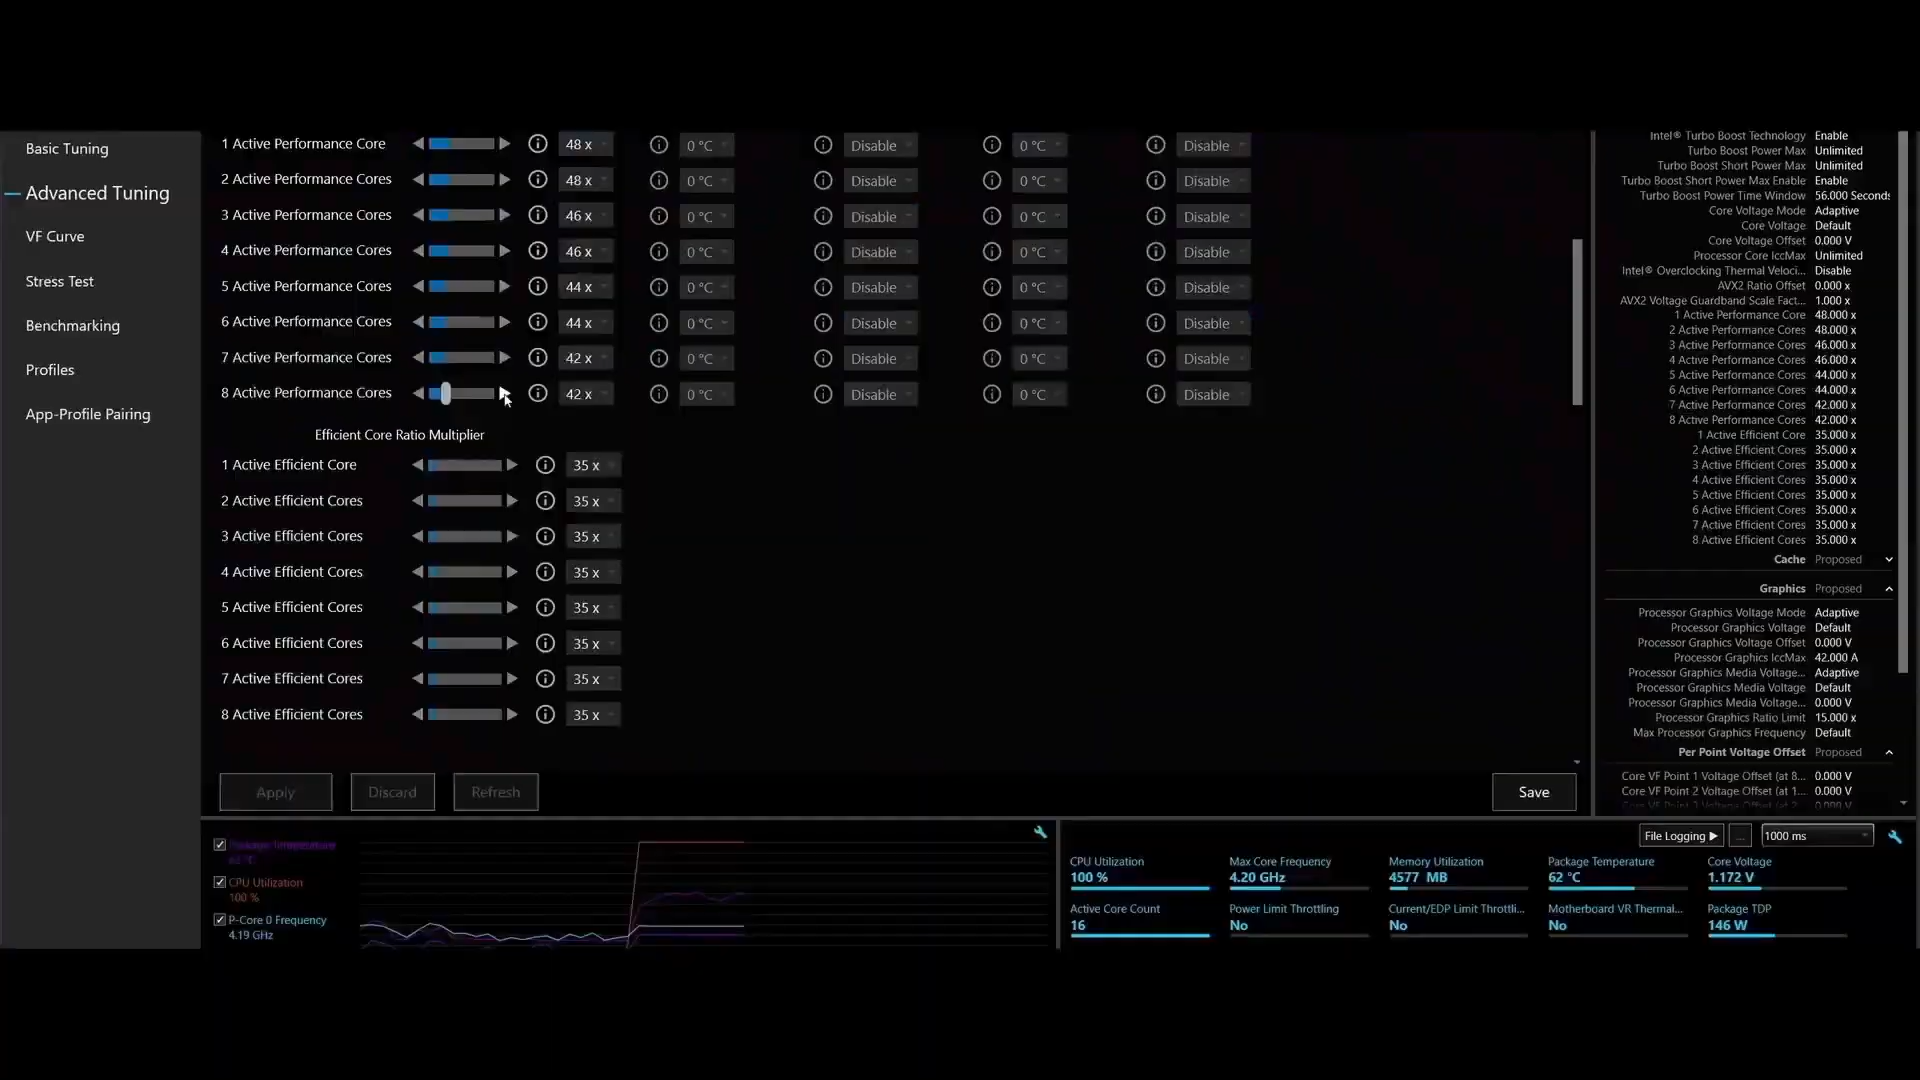 Basic Tuning
Advanced Tuning
VF Curve
Stress Test
Benchmarking
Profiles
App-Profile Pairing
1 Active Performance Core 48 x 0 °C Disable 0 °C Disable
2 Active Performance Cores 48 x 0 °C Disable 0 °C Disable
3 Active Performance Cores 46 x 0 °C Disable 0 °C Disable
4 Active Performance Cores 46 x 0 °C Disable 0 °C Disable
5 Active Performance Cores 44 x 0 °C Disable 0 °C Disable
6 Active Performance Cores 44 x 0 °C Disable 0 °C Disable
7 Active Performance Cores 42 x 0 °C Disable 0 °C Disable
8 Active Performance Cores 42 x 0 °C Disable 0 °C Disable
Efficient Core Ratio Multiplier
1 Active Efficient Core 35 x
2 Active Efficient Cores 35 x
3 Active Efficient Cores 35 x
4 Active Efficient Cores 35 x
5 Active Efficient Cores 35 x
6 Active Efficient Cores 35 x
7 Active Efficient Cores 35 x
8 Active Efficient Cores 35 x
Apply Discard Refresh Save
Intel® Turbo Boost Technology Enable
Turbo Boost Power Max Unlimited
Turbo Boost Short Power Max Unlimited
Turbo Boost Short Power Max Enable Enable
Turbo Boost Power Time Window 56.000 Seconds
Core Voltage Mode Adaptive
Core Voltage Default
Core Voltage Offset 0.000 V
Processor Core IccMax Unlimited
Intel® Overclocking Thermal Veloci... Disable
AVX2 Ratio Offset 0.000 x
AVX2 Voltage Guardband Scale Fact... 1.000 x
1 Active Performance Core 48.000 x
2 Active Performance Cores 48.000 x
3 Active Performance Cores 46.000 x
4 Active Performance Cores 46.000 x
5 Active Performance Cores 44.000 x
6 Active Performance Cores 44.000 x
7 Active Performance Cores 42.000 x
8 Active Performance Cores 42.000 x
1 Active Efficient Core 35.000 x
2 Active Efficient Cores 35.000 x
3 Active Efficient Cores 35.000 x
4 Active Efficient Cores 35.000 x
5 Active Efficient Cores 35.000 x
6 Active Efficient Cores 35.000 x
7 Active Efficient Cores 35.000 x
8 Active Efficient Cores 35.000 x
Cache Proposed
Graphics Proposed
Processor Graphics Voltage Mode Adaptive
Processor Graphics Voltage Default
Processor Graphics Voltage Offset 0.000 V
Processor Graphics IccMax 42.000 A
Processor Graphics Media Voltage... Adaptive
Processor Graphics Media Voltage Default
Processor Graphics Media Voltage... 0.000 V
Processor Graphics Ratio Limit 15.000 x
Max Processor Graphics Frequency Default
Per Point Voltage Offset Proposed
Core VF Point 1 Voltage Offset (at 8... 0.000 V
Core VF Point 2 Voltage Offset (at 1... 0.000 V
Core VF Point 3 Voltage Offset (at 2... 0.000 V
Package Temperature
62 °C
CPU Utilization
100 %
P-Core 0 Frequency
4.19 GHz
File Logging ... 1000 ms
CPU Utilization Max Core Frequency Memory Utilization Package Temperature Core Voltage
100 % 4.20 GHz 4577 MB 62 °C 1.172 V
Active Core Count Power Limit Throttling Current/EDP Limit Throttli... Motherboard VR Thermal... Package TDP
16 No No No 146 W